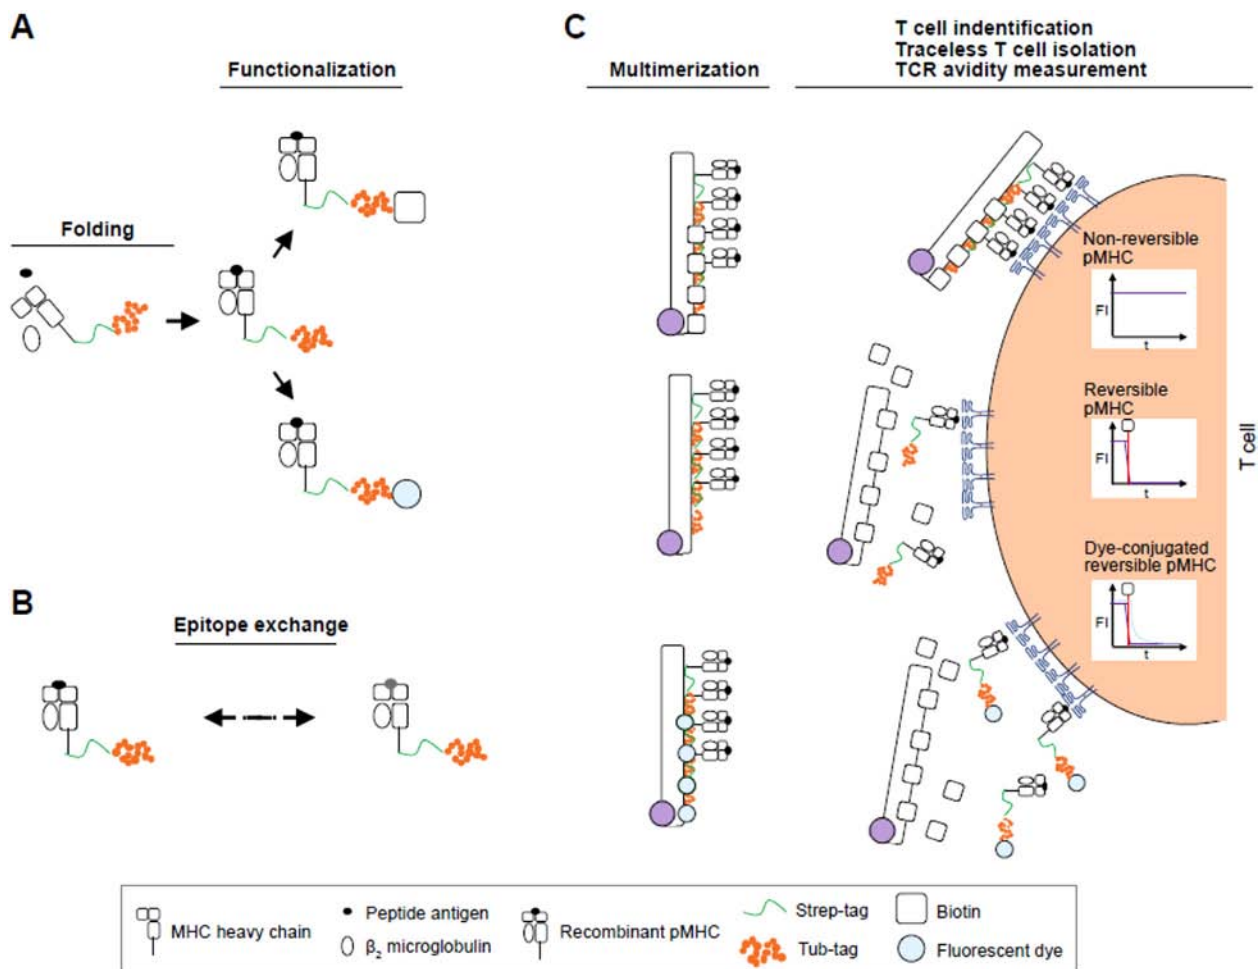 A
Functionalization
Folding
B
Epitope exchange
C
Multimerization
T cell indentification
Traceless T cell isolation
TCR avidity measurement
Non-reversible
pMHC
FI
t
Reversible
pMHC
FI
t
Dye-conjugated
reversible pMHC
FI
t
T cell
MHC heavy chain
Peptide antigen
β₂ microglobulin
Recombinant pMHC
Strep-tag
Tub-tag
Biotin
Fluorescent dye